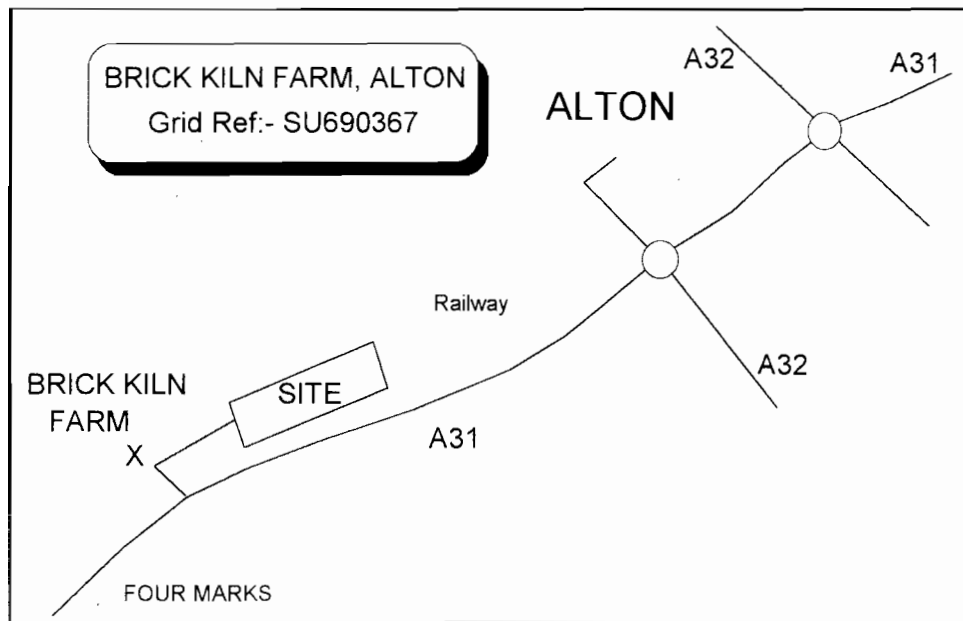 BRICK KILN FARM, ALTON
Grid Ref:- SU690367
A32
A31
ALTON
Railway
A32
BRICK KILN
FARM
SITE
X
A31
FOUR MARKS